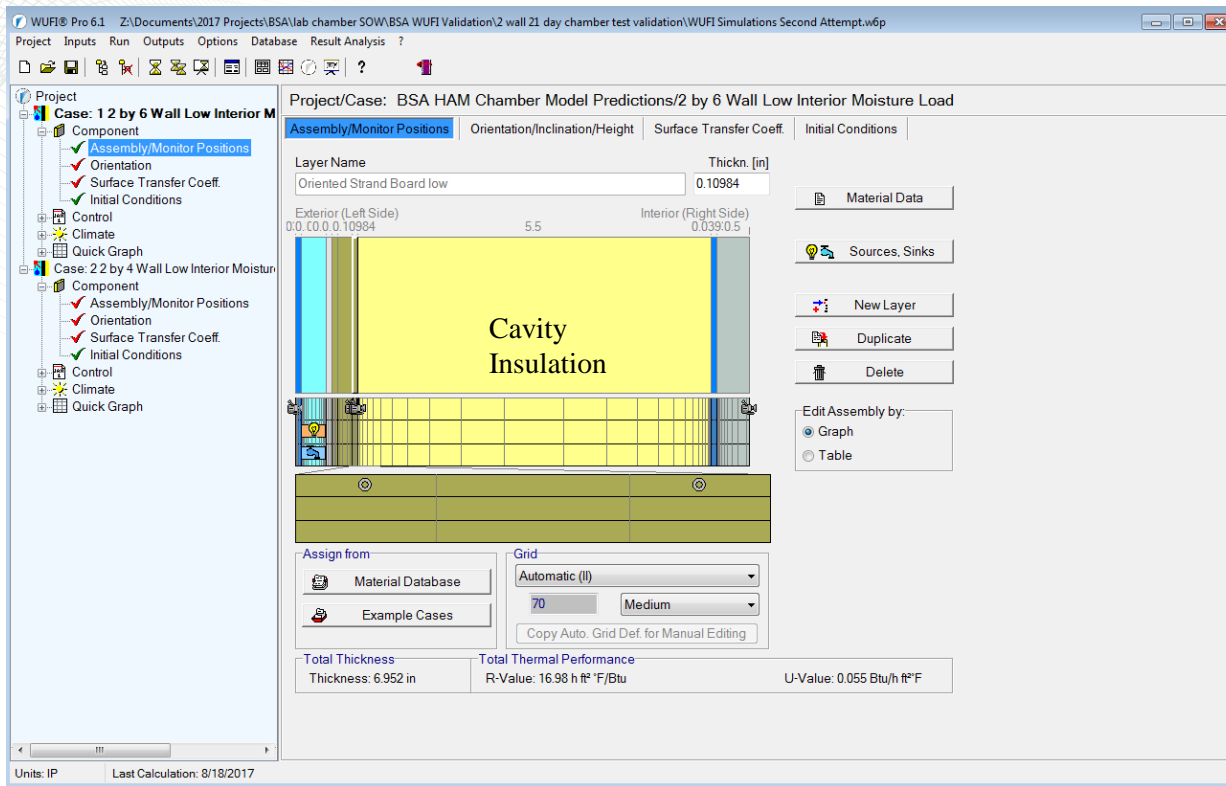 WUFI® Pro 6.1 Z:\Documents\2017 Projects\BSA\lab chamber SOW\BSA WUFI Validation\2 wall 21 day chamber test validation\WUFI Simulations Second Attempt.w6p
Project Inputs Run Outputs Options Database Result Analysis ?
Project
Case: 1 2 by 6 Wall Low Interior M
Component
Assembly/Monitor Positions
Orientation
Surface Transfer Coeff.
Initial Conditions
Control
Climate
Quick Graph
Case: 2 2 by 4 Wall Low Interior Moistur
Component
Assembly/Monitor Positions
Orientation
Surface Transfer Coeff.
Initial Conditions
Control
Climate
Quick Graph
Project/Case: BSA HAM Chamber Model Predictions/2 by 6 Wall Low Interior Moisture Load
Assembly/Monitor Positions Orientation/Inclination/Height Surface Transfer Coeff. Initial Conditions
Layer Name Thickn. [in]
Oriented Strand Board low 0.10984
Exterior (Left Side) Interior (Right Side)
0.10984 5.5 0.5
Cavity
Insulation
Material Data
Sources, Sinks
New Layer
Duplicate
Delete
Edit Assembly by:
Graph
Table
Assign from
Material Database
Example Cases
Grid
Automatic (II)
70 Medium
Copy Auto. Grid Def. for Manual Editing
Total Thickness
Thickness: 6.952 in
Total Thermal Performance
R-Value: 16.98 h ft² °F/Btu U-Value: 0.055 Btu/h ft²°F
Units: IP Last Calculation: 8/18/2017